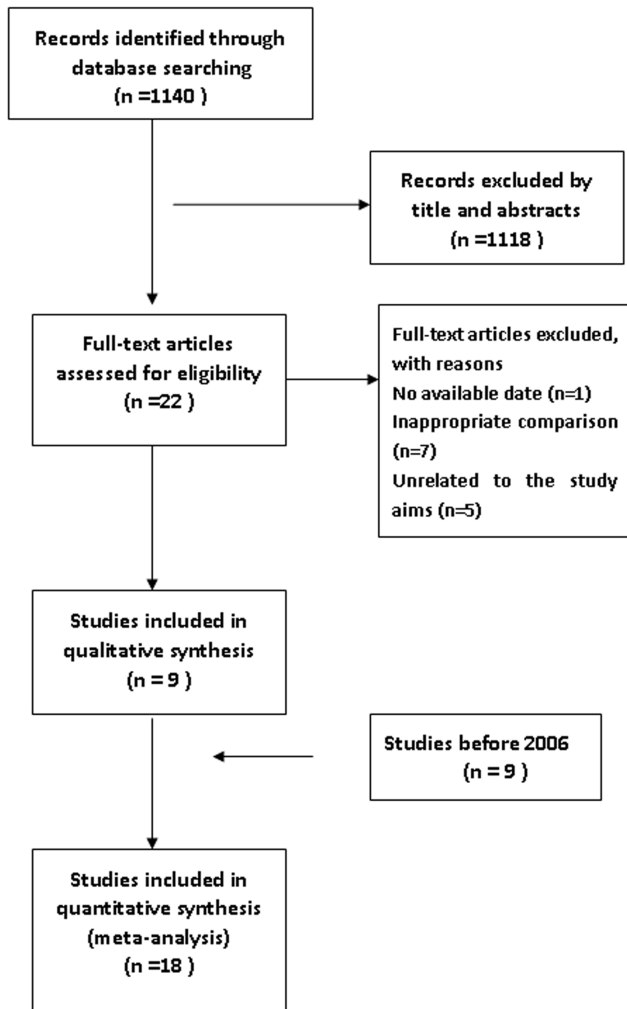 Records identified through
database searching
(n =1140 )
Records excluded by
title and abstracts
(n =1118 )
Full-text articles
assessed for eligibility
(n =22 )
Full-text articles excluded,
with reasons
No available date (n=1)
Inappropriate comparison
(n=7)
Unrelated to the study
aims (n=5)
Studies included in
qualitative synthesis
(n = 9 )
Studies before 2006
(n = 9 )
Studies included in
quantitative synthesis
(meta-analysis)
(n =18 )